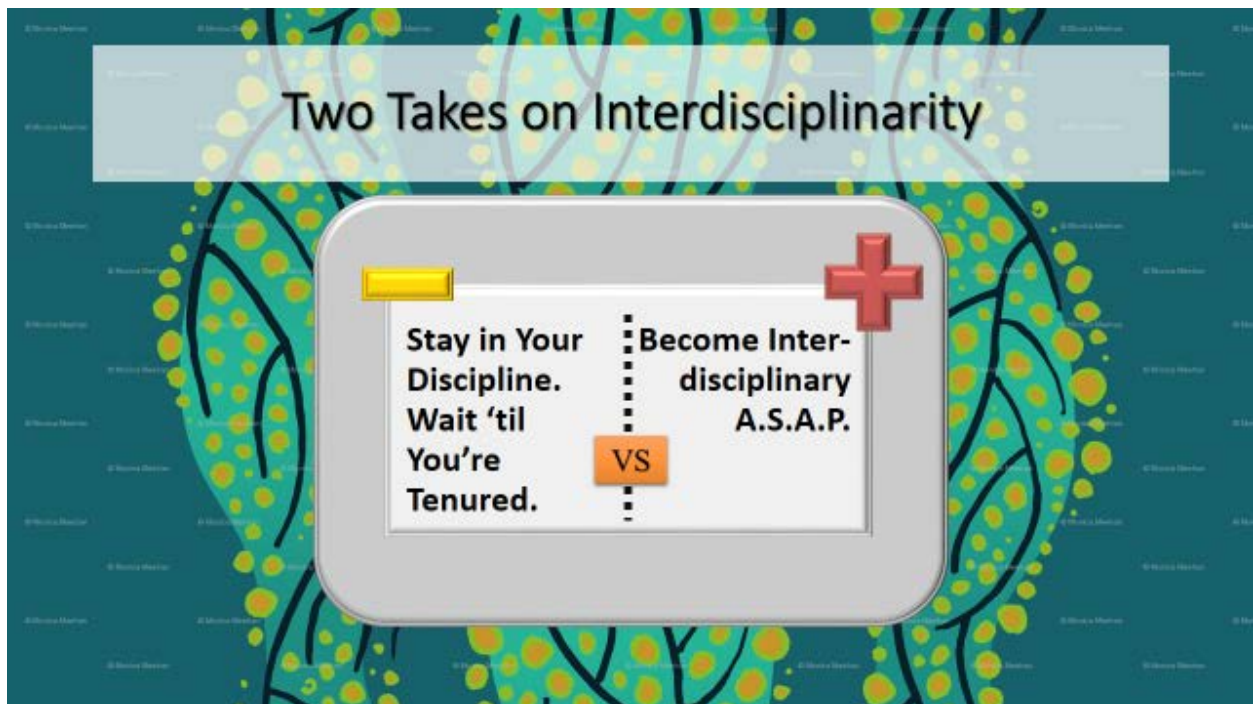 Two Takes on Interdisciplinarity
Stay in Your
Discipline.
Wait ‘til
You’re
Tenured.
VS
Become Inter-
disciplinary
A.S.A.P.